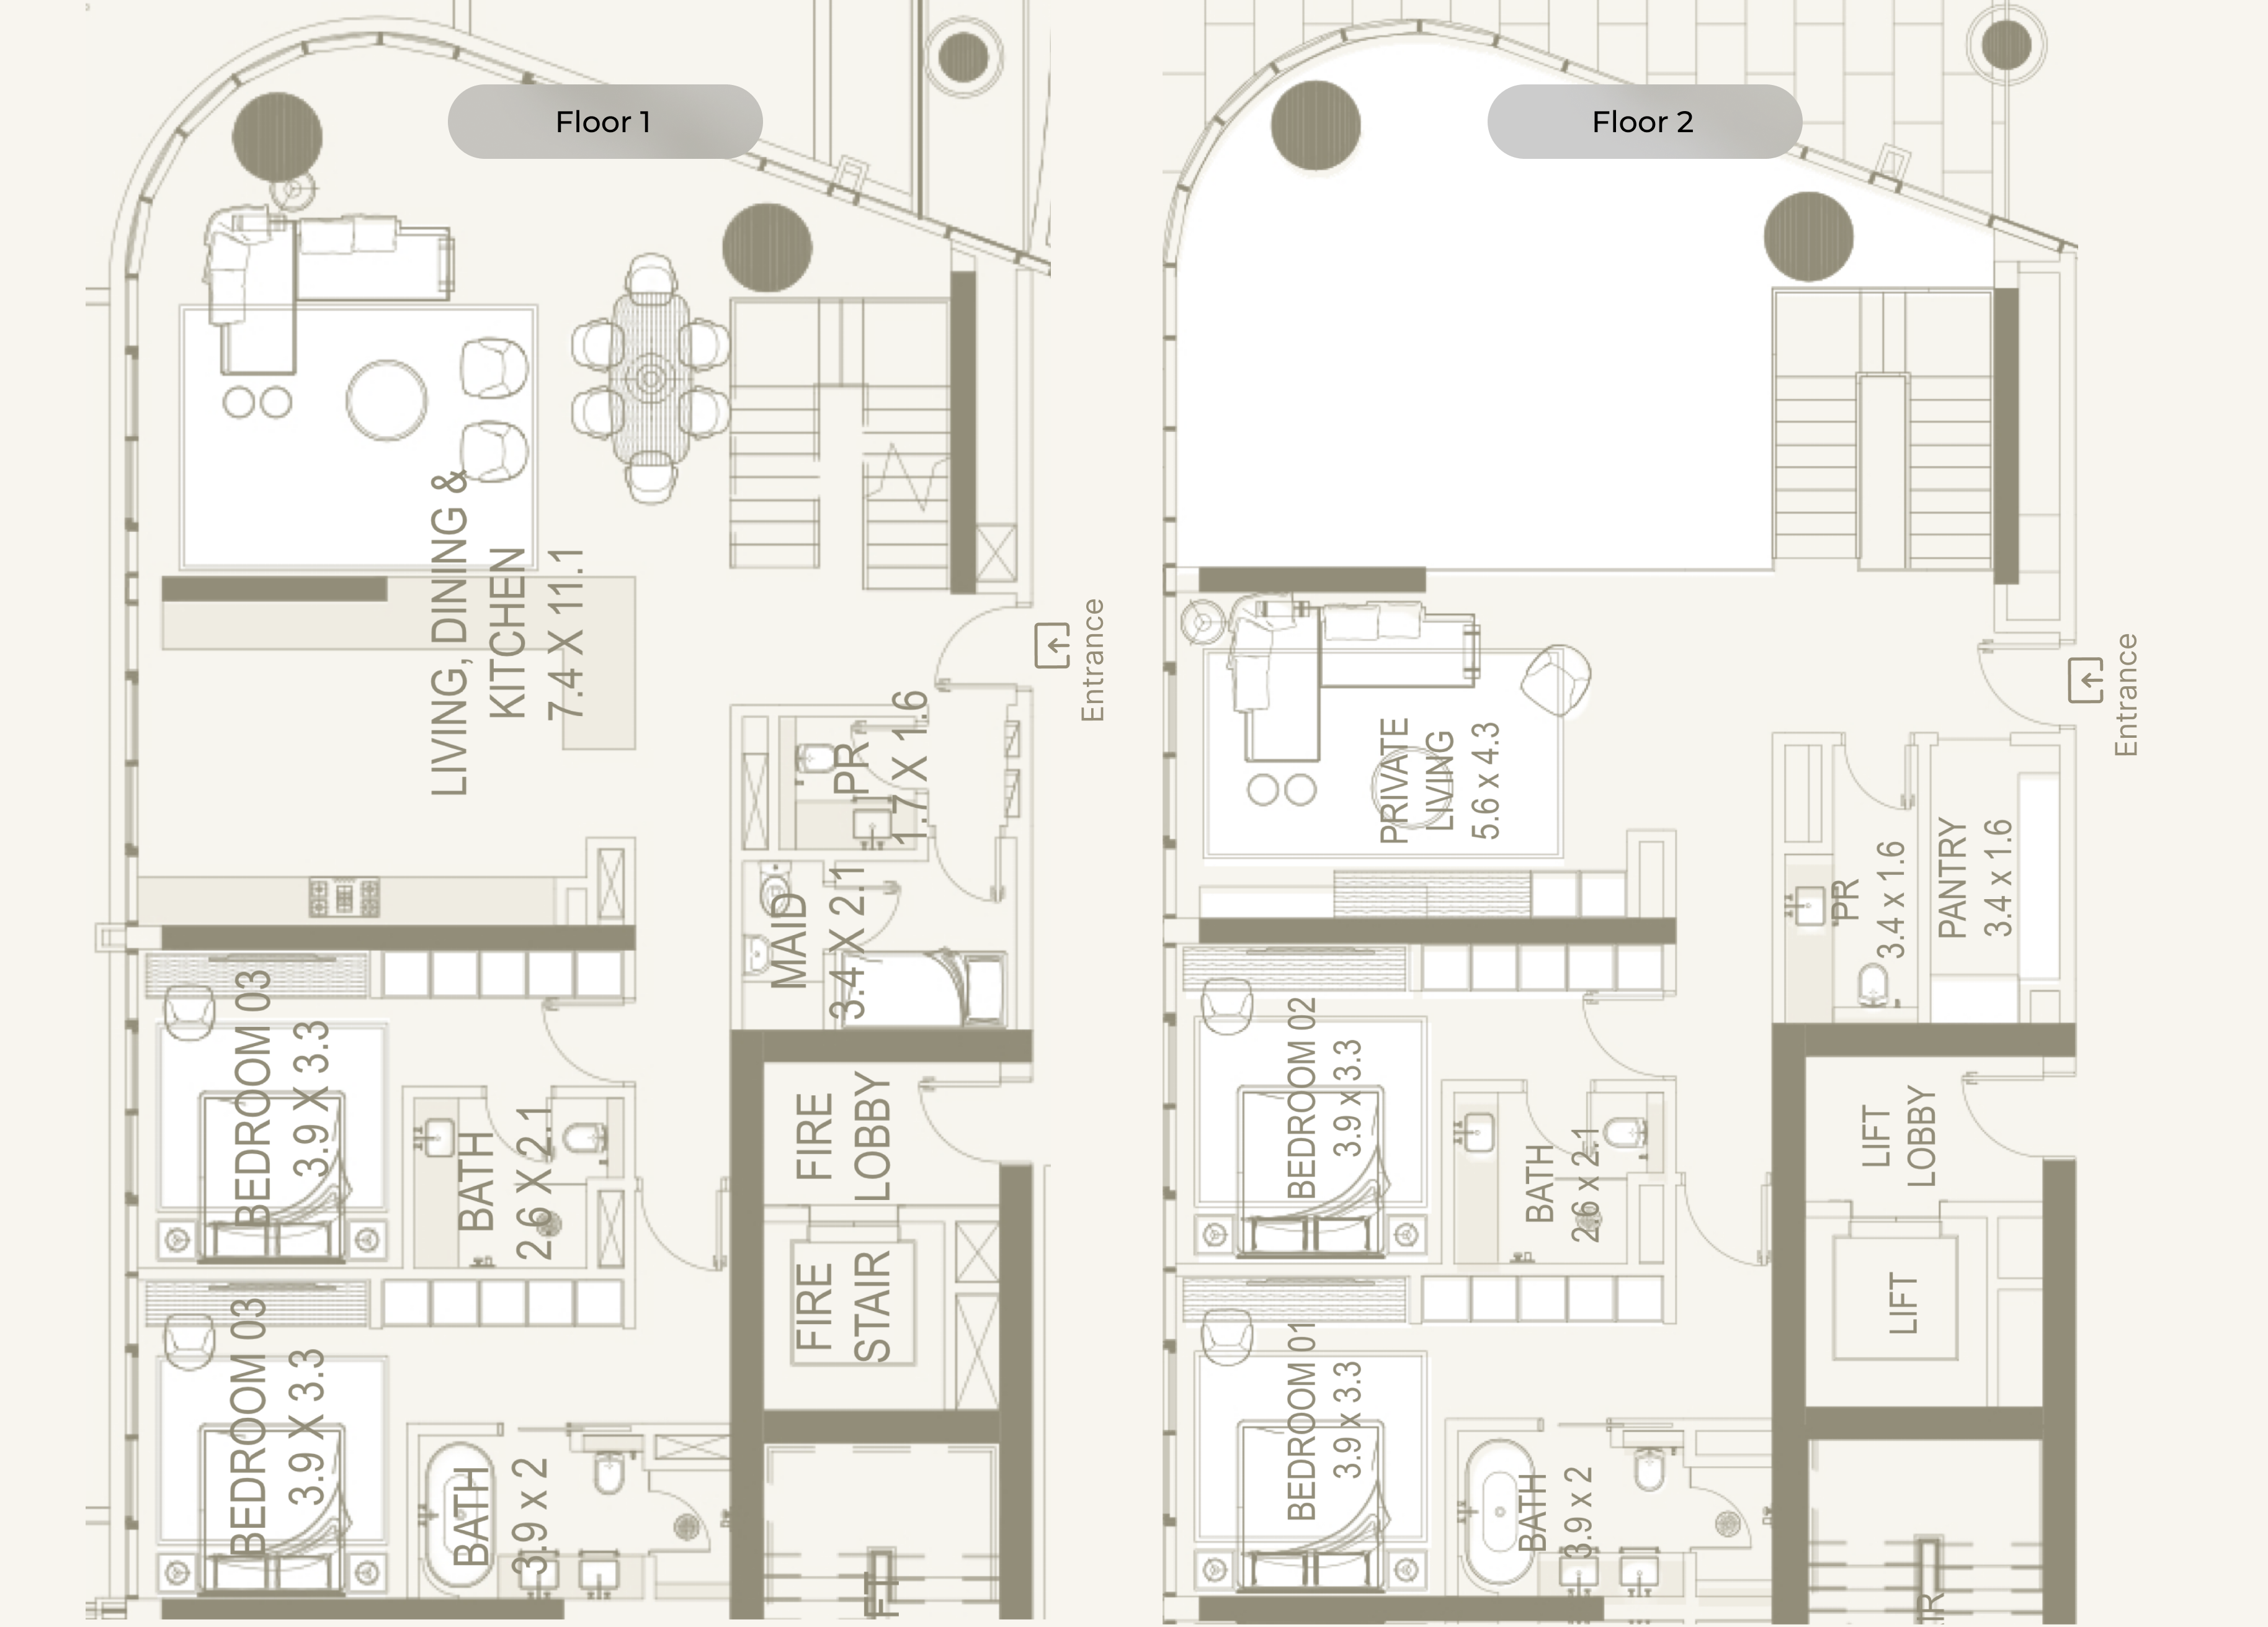 Floor 1
LIVING, DINING &
KITCHEN
7.4 X 11.1
Entrance
PR
1.7 X 1.6
MAID
3.4 X 2.1
BEDROOM 03
3.9 X 3.3
BATH
2.6 X 2.1
FIRE
LOBBY
FIRE
STAIR
BEDROOM 03
3.9 X 3.3
BATH
3.9 x 2
Floor 2
PRIVATE
LIVING
5.6 x 4.3
Entrance
PR
3.4 x 1.6
PANTRY
3.4 x 1.6
BEDROOM 02
3.9 x 3.3
BATH
2.6 x 2.1
LIFT
LOBBY
LIFT
BEDROOM 01
3.9 x 3.3
BATH
3.9 x 2